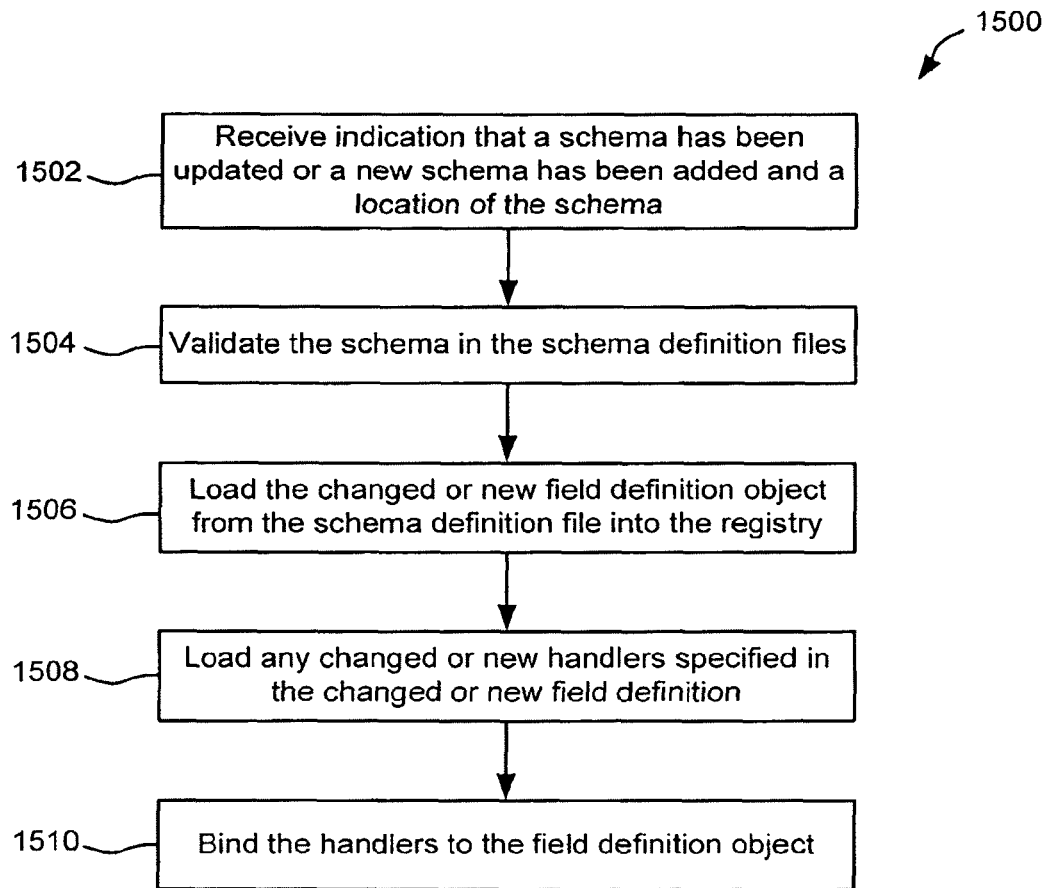 1500
1502
Receive indication that a schema has been
updated or a new schema has been added and a
location of the schema
1504
Validate the schema in the schema definition files
1506
Load the changed or new field definition object
from the schema definition file into the registry
1508
Load any changed or new handlers specified in
the changed or new field definition
1510
Bind the handlers to the field definition object